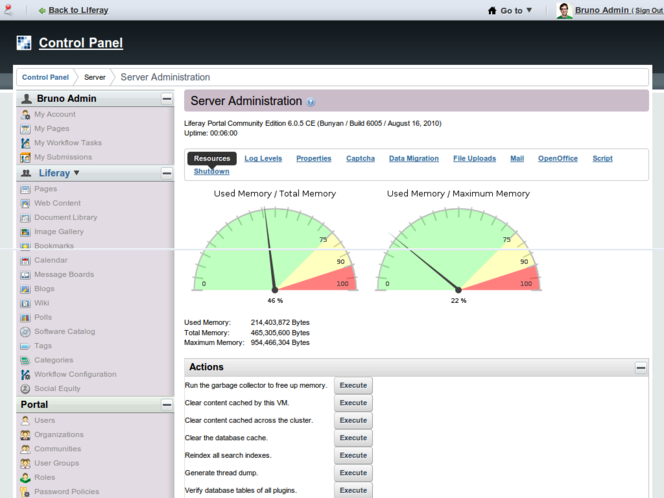 Back to Liferay
Go to ▼
Bruno Admin (Sign Out
Control Panel
Control Panel Server Server Administration
Bruno Admin
My Account
My Pages
My Workflow Tasks
My Submissions
Liferay ▼
Pages
Web Content
Document Library
Image Gallery
Bookmarks
Calendar
Message Boards
Blogs
Wiki
Polls
Software Catalog
Tags
Categories
Workflow Configuration
Social Equity
Portal
Users
Organizations
Communities
User Groups
Roles
Password Policies
Server Administration
Liferay Portal Community Edition 6.0.5 CE (Bunyan / Build 6005 / August 16, 2010)
Uptime: 00:06:00
Resources Log Levels Properties Captcha Data Migration File Uploads Mail OpenOffice Script
Shutdown
Used Memory / Total Memory
0 75 90 100
46 %
Used Memory / Maximum Memory
0 75 90 100
22 %
Used Memory: 214,403,872 Bytes
Total Memory: 465,305,600 Bytes
Maximum Memory: 954,466,304 Bytes
Actions
Run the garbage collector to free up memory. Execute
Clear content cached by this VM. Execute
Clear content cached across the cluster. Execute
Clear the database cache. Execute
Reindex all search indexes. Execute
Generate thread dump. Execute
Verify database tables of all plugins. Execute